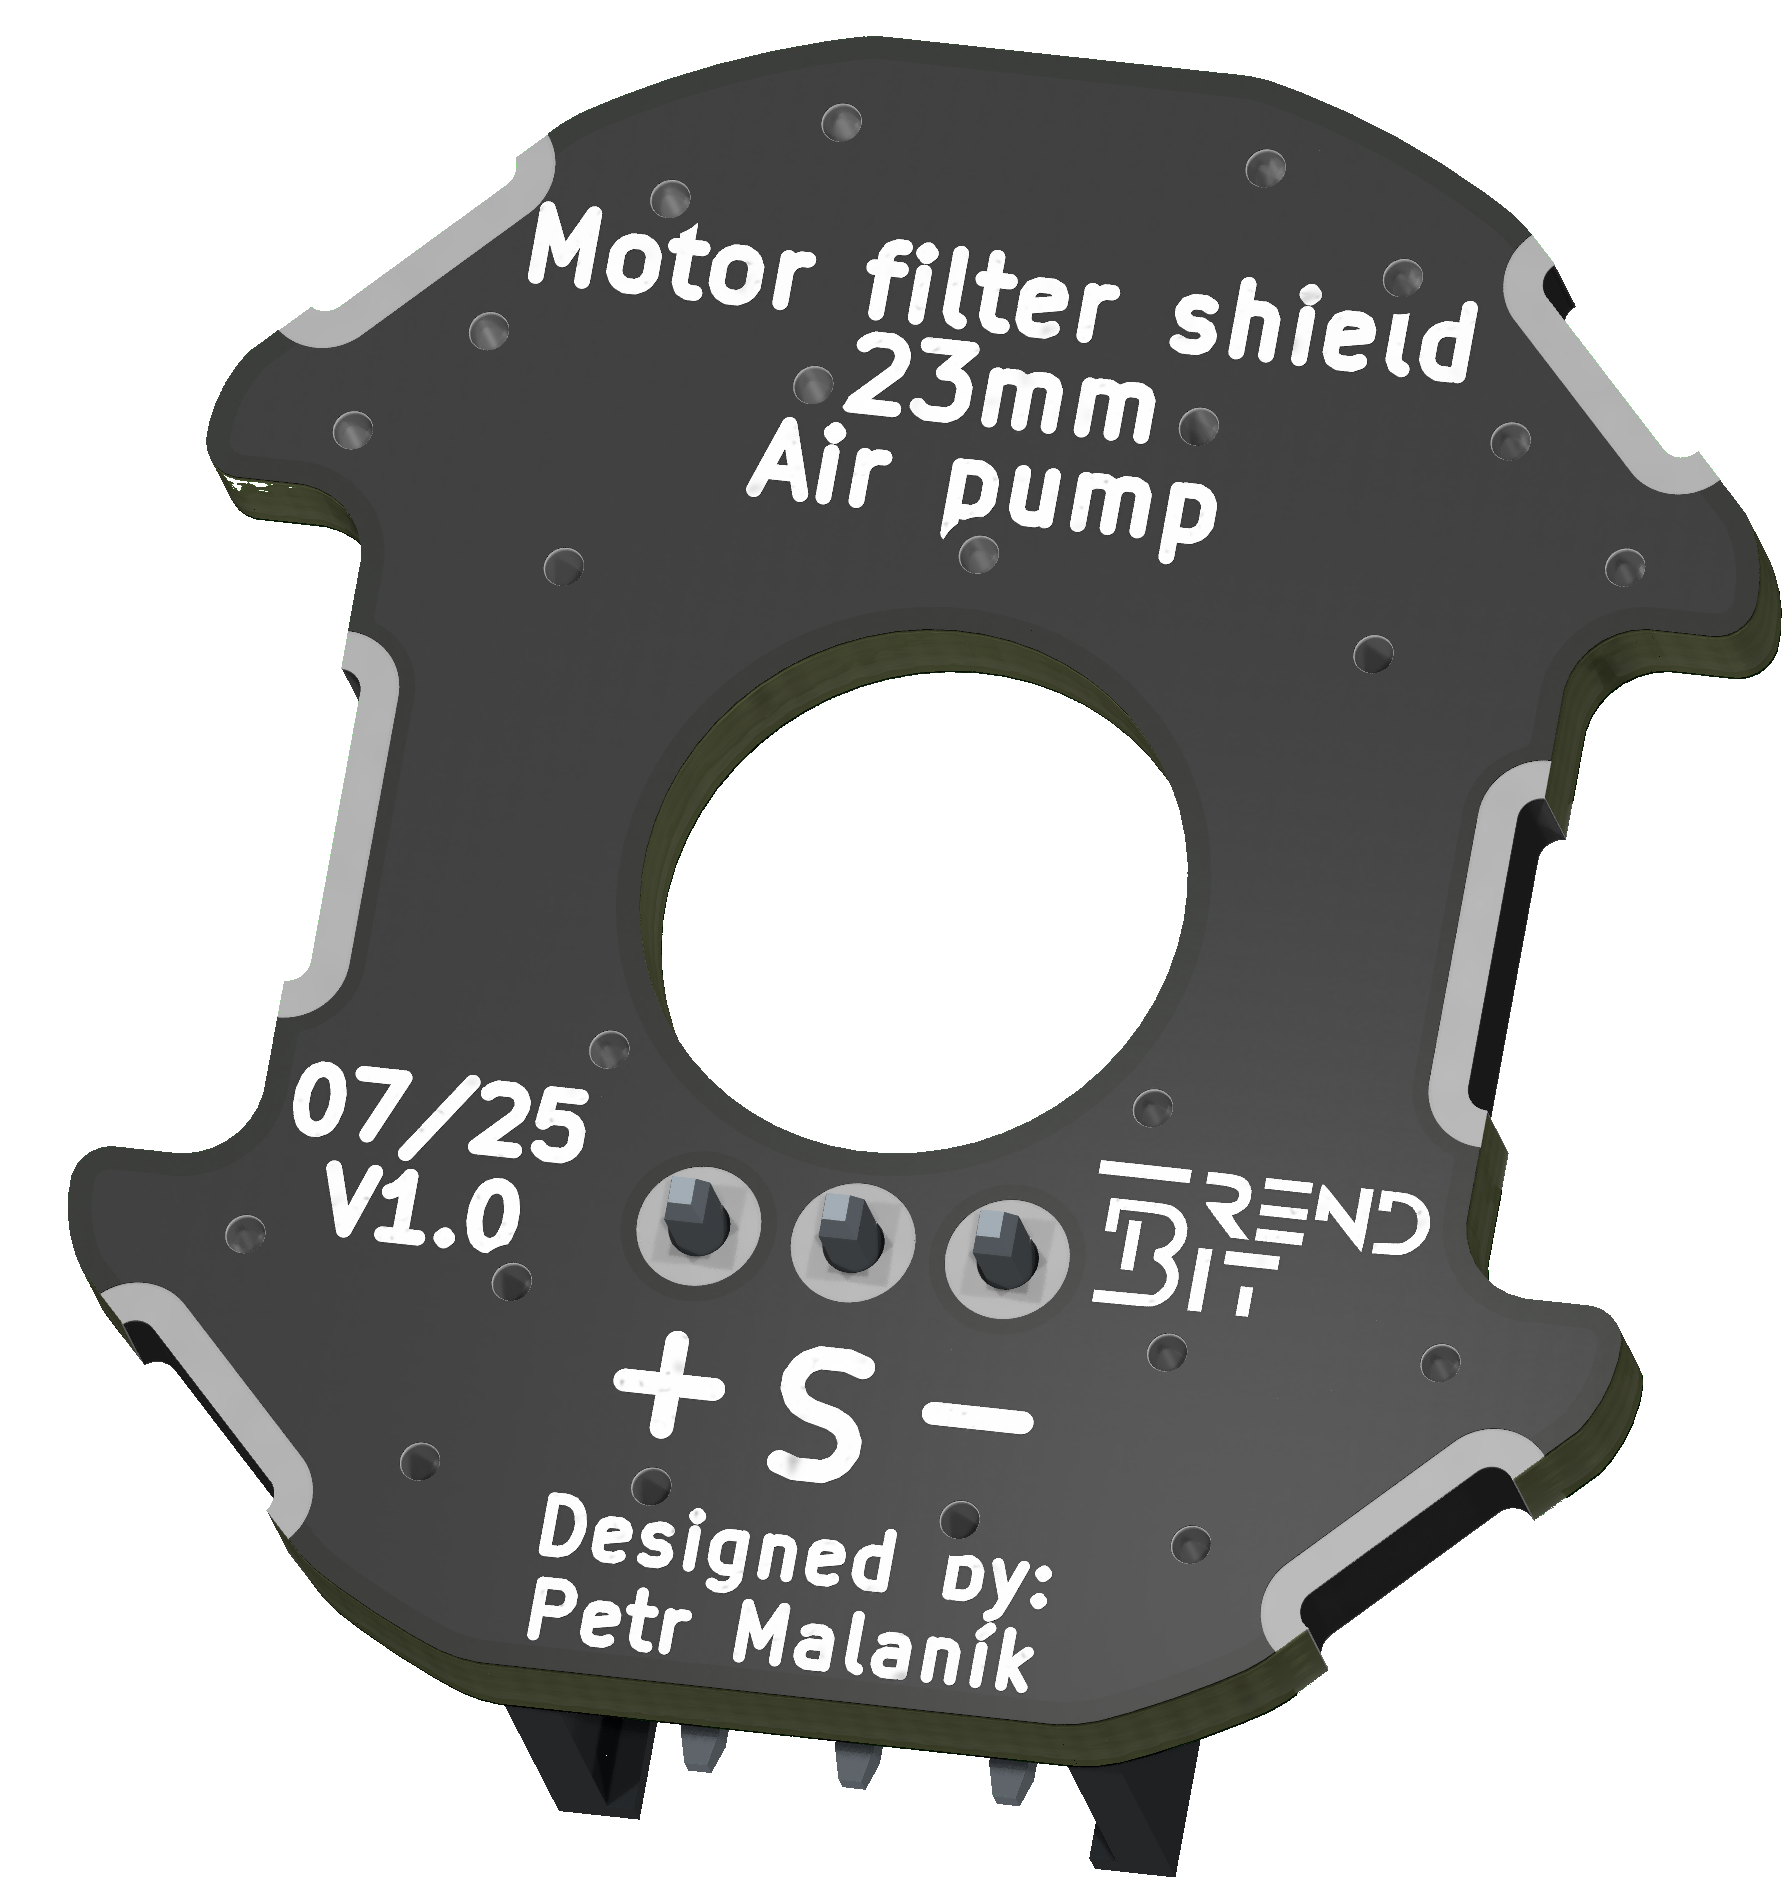 Motor filter shield
23mm
Air pump
07/25
V1.0
TREND
BIT
+ S −
Designed by:
Petr Malaník